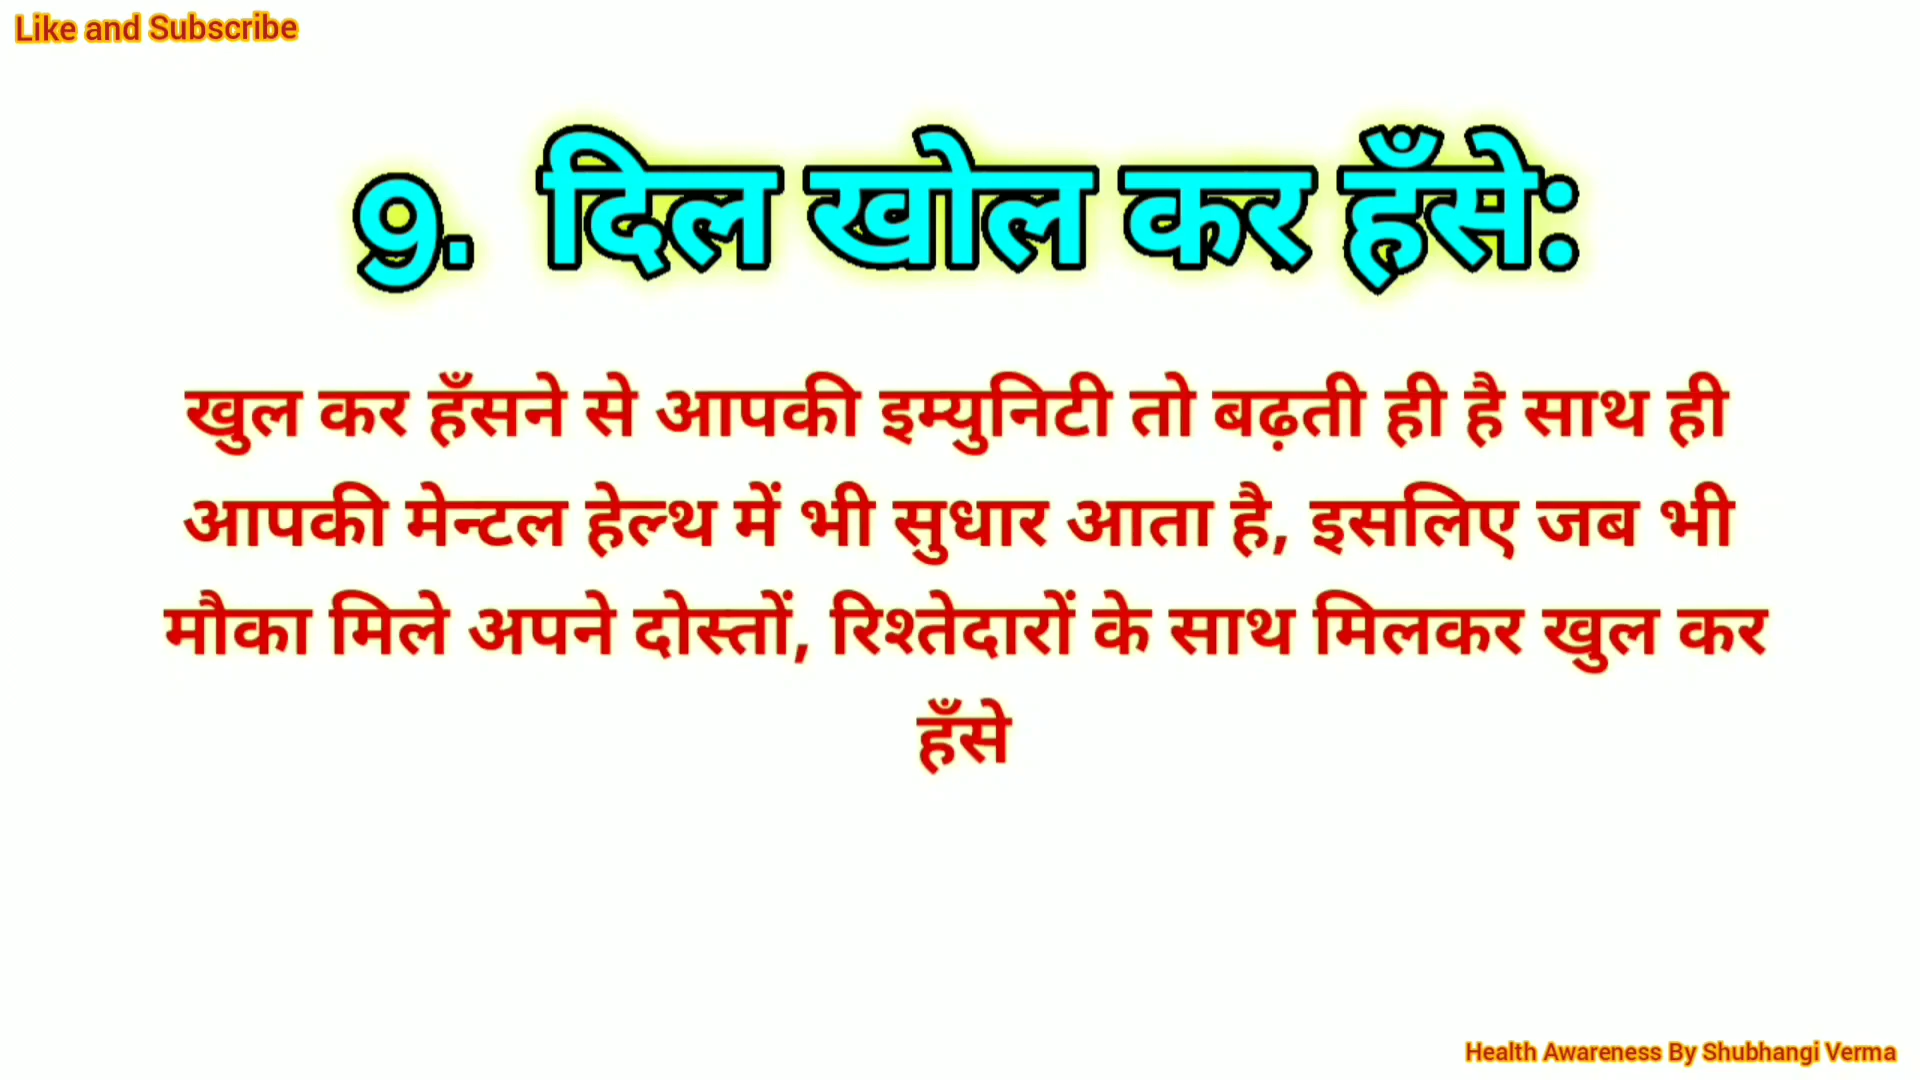 Like and Subscribe
9. दिल खोल कर हँसे:
खुल कर हँसने से आपकी इम्युनिटी तो बढ़ती ही है साथ ही
आपकी मेन्टल हेल्थ में भी सुधार आता है, इसलिए जब भी
मौका मिले अपने दोस्तों, रिश्तेदारों के साथ मिलकर खुल कर
हँसे
Health Awareness By Shubhangi Verma